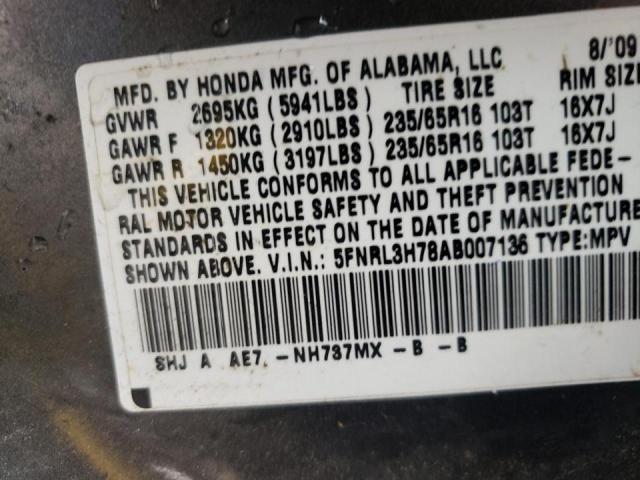 MFD. BY HONDA MFG. OF ALABAMA, LLC 8/'09
GVWR 2695KG (5941LBS) TIRE SIZE RIM SIZE
GAWR F 1320KG (2910LBS) 235/65R16 103T 16X7J
GAWR R 1450KG (3197LBS) 235/65R16 103T 16X7J
THIS VEHICLE CONFORMS TO ALL APPLICABLE FEDE-
RAL MOTOR VEHICLE SAFETY AND THEFT PREVENTION
STANDARDS IN EFFECT ON THE DATE OF MANUFACTURE
SHOWN ABOVE. V.I.N.: 5FNRL3H78AB007136 TYPE:MPV
SHJ A AE7. -NH737MX -B -B